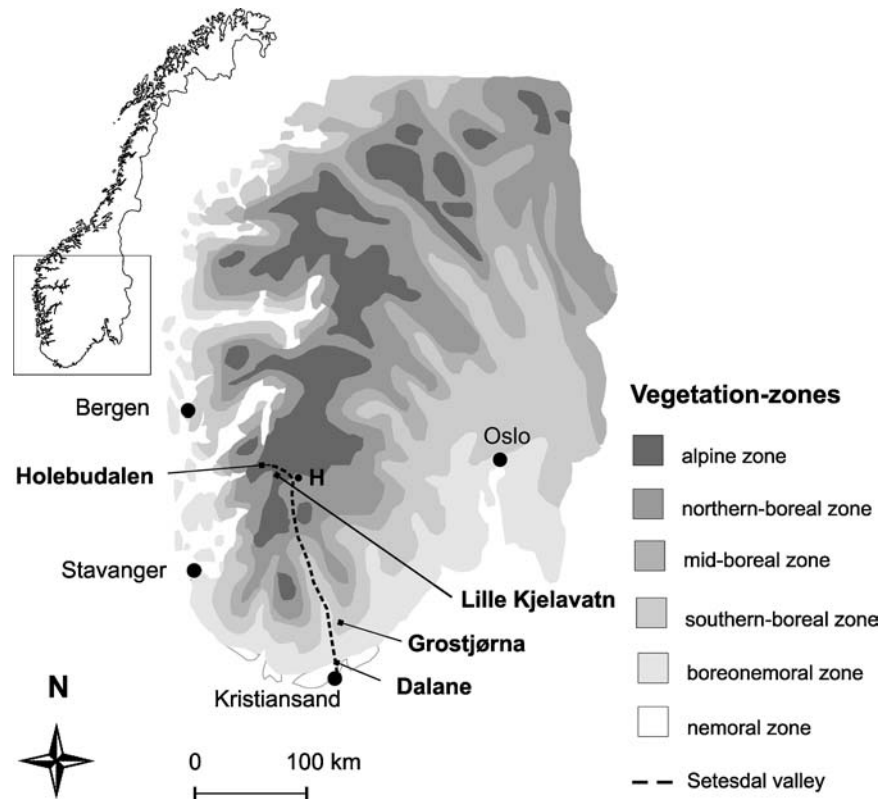 Bergen
Oslo
Holebudalen
H
Stavanger
Lille Kjelavatn
Grostjørna
Dalane
Kristiansand
N
0 100 km
Vegetation-zones
alpine zone
northern-boreal zone
mid-boreal zone
southern-boreal zone
boreonemoral zone
nemoral zone
Setesdal valley